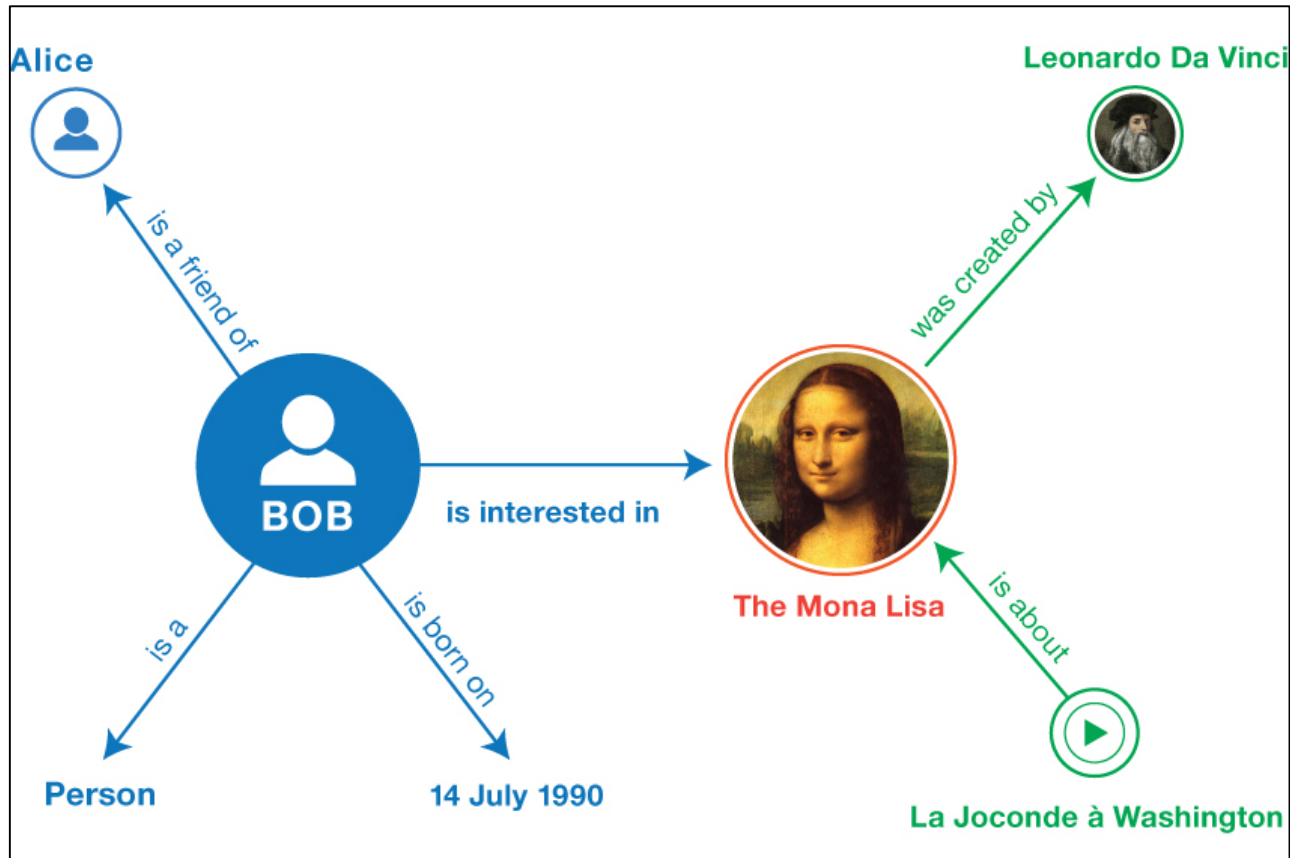 Alice
Leonardo Da Vinci
is a friend of
was created by
BOB
is interested in
The Mona Lisa
is a
is born on
is about
Person
14 July 1990
La Joconde à Washington